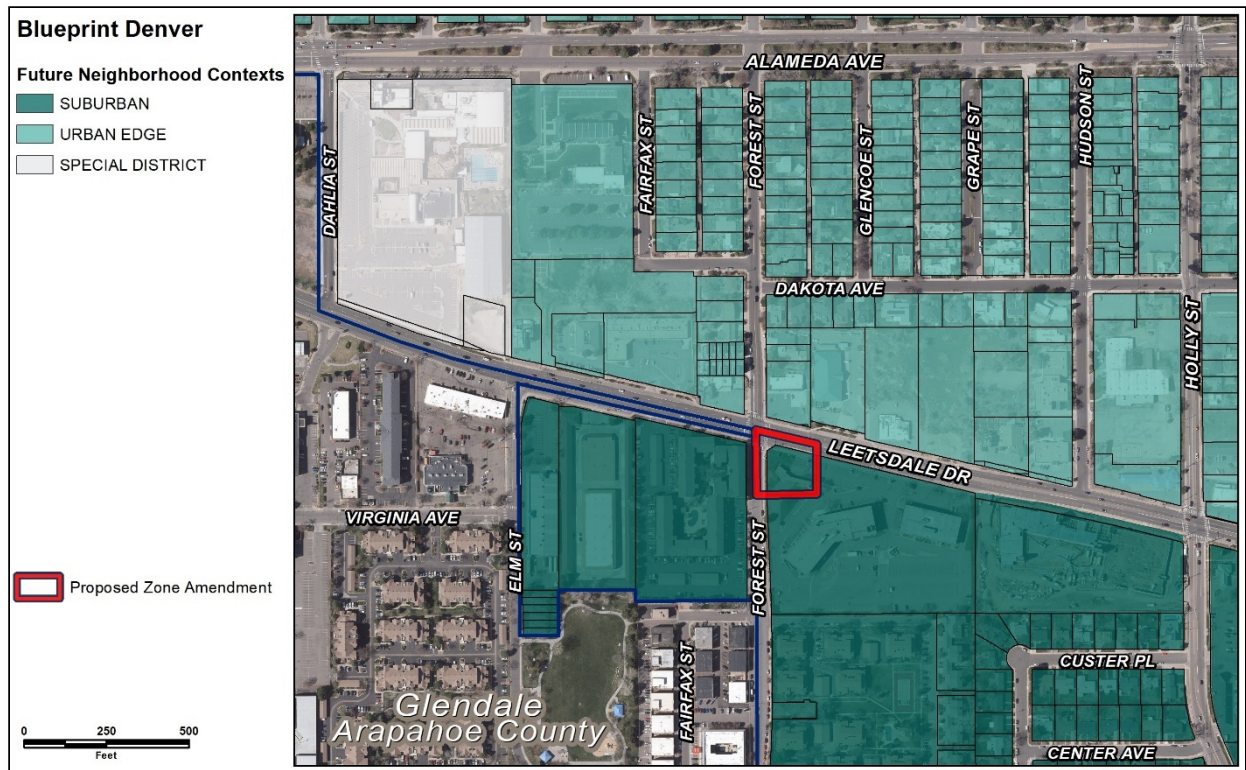 Blueprint Denver
Future Neighborhood Contexts
SUBURBAN
URBAN EDGE
SPECIAL DISTRICT
Proposed Zone Amendment
0 250 500
Feet
ALAMEDA AVE
DAHLIA ST
FAIRFAX ST
FOREST ST
GLENCOE ST
GRAPE ST
HUDSON ST
DAKOTA AVE
HOLLY ST
LEETSDALE DR
VIRGINIA AVE
ELM ST
FOREST ST
FAIRFAX ST
CUSTER PL
Glendale
Arapahoe County
CENTER AVE